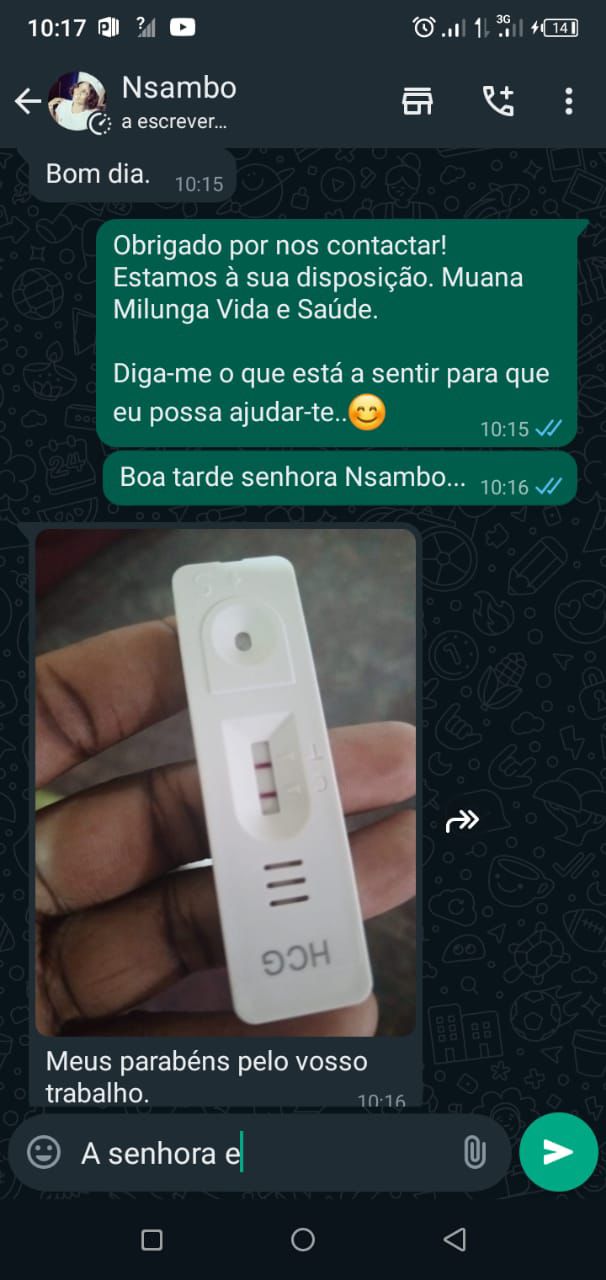 10:17
3G
14
Nsambo
a escrever...
Bom dia.
10:15
Obrigado por nos contactar!
Estamos à sua disposição. Muana
Milunga Vida e Saúde.
Diga-me o que está a sentir para que
eu possa ajudar-te..😊
10:15
Boa tarde senhora Nsambo...
10:16
C
T
HCG
Meus parabéns pelo vosso
trabalho.
10:16
A senhora e